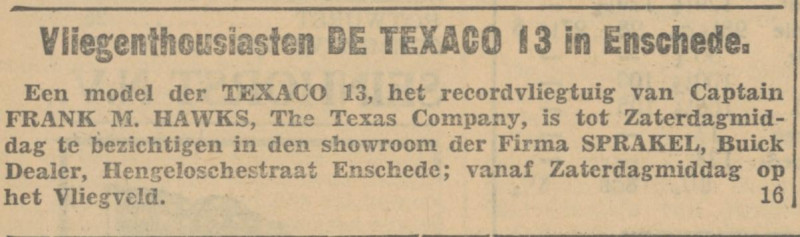 Vliegenthousiasten DE TEXACO 13 in Enschede.
Een model der TEXACO 13, het recordvliegtuig van Captain
FRANK M. HAWKS, The Texas Company, is tot Zaterdagmid-
dag te bezichtigen in den showroom der Firma SPRAKEL, Buick
Dealer, Hengeloschestraat Enschede; vanaf Zaterdagmiddag op
het Vliegveld. 16